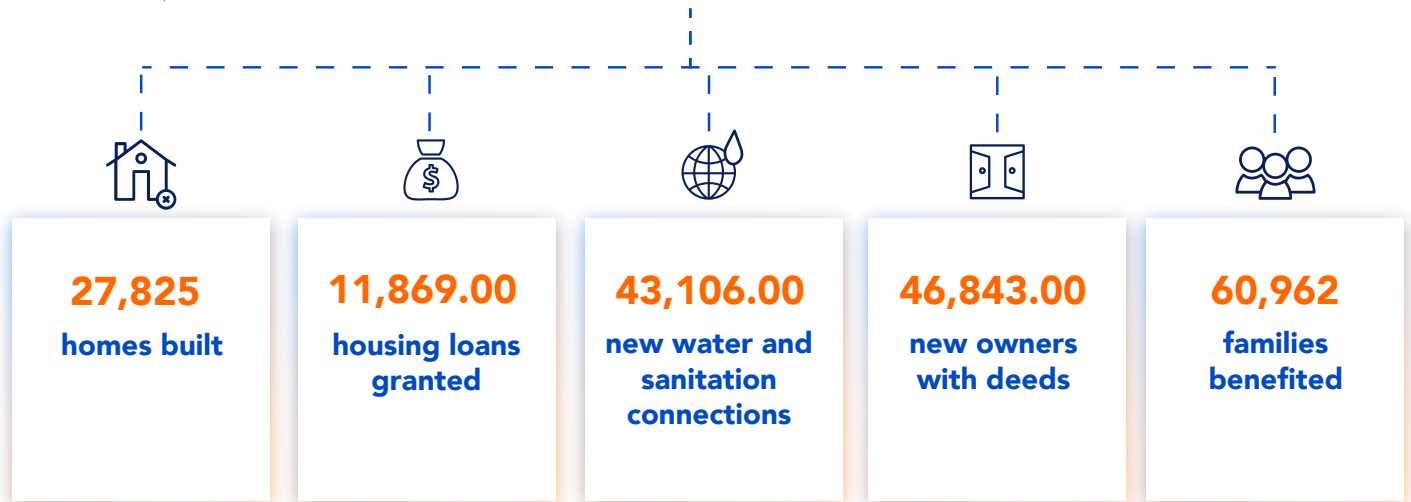 27,825
homes built
11,869.00
housing loans
granted
43,106.00
new water and
sanitation
connections
46,843.00
new owners
with deeds
60,962
families
benefited